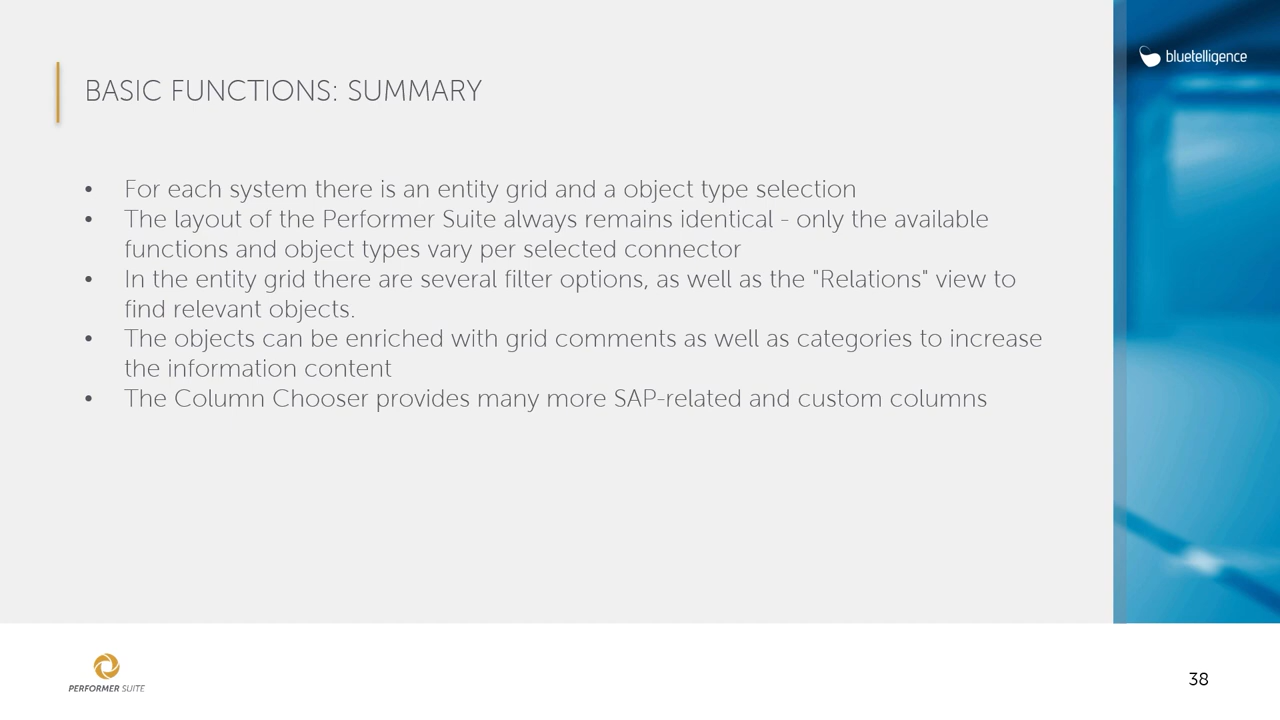 bluetelligence
BASIC FUNCTIONS: SUMMARY
• For each system there is an entity grid and a object type selection
• The layout of the Performer Suite always remains identical - only the available
functions and object types vary per selected connector
• In the entity grid there are several filter options, as well as the "Relations" view to
find relevant objects.
• The objects can be enriched with grid comments as well as categories to increase
the information content
• The Column Chooser provides many more SAP-related and custom columns
PERFORMER SUITE
38